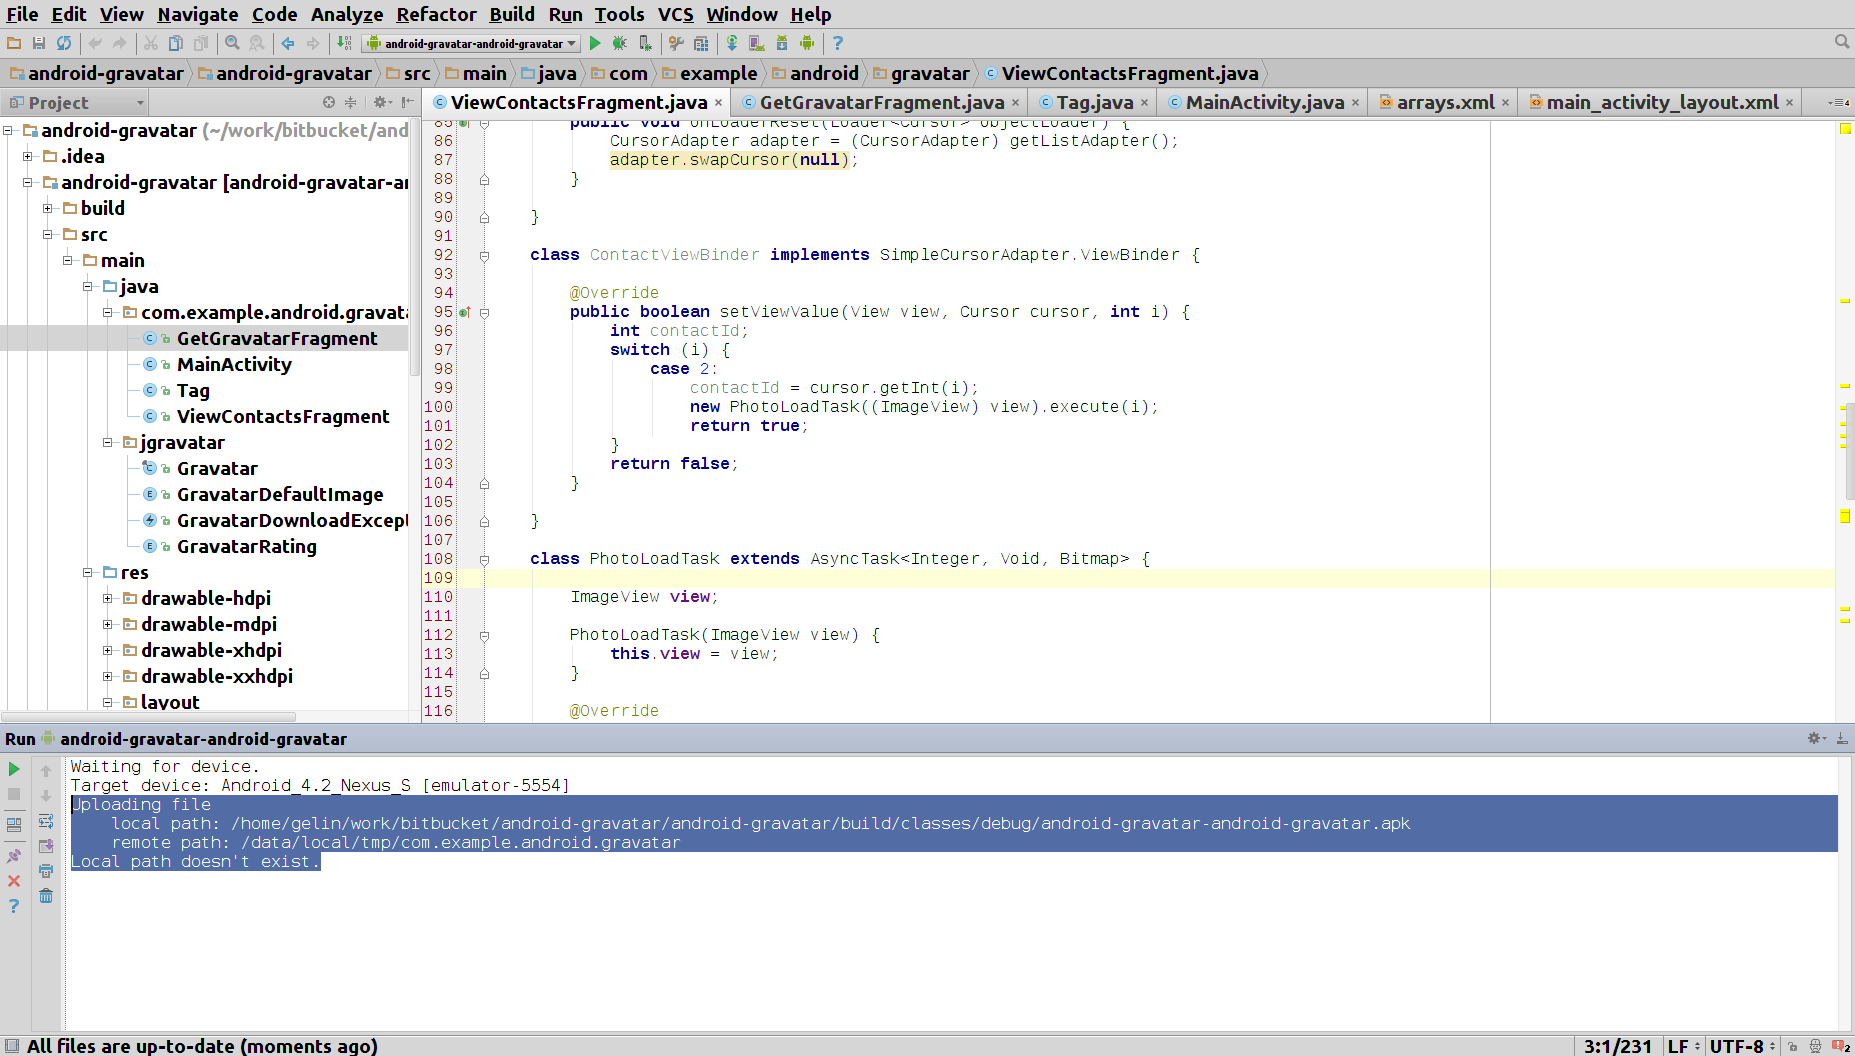 File Edit View Navigate Code Analyze Refactor Build Run Tools VCS Window Help
android-gravatar-android-gravatar
android-gravatar android-gravatar src main java com example android gravatar ViewContactsFragment.java
Project
ViewContactsFragment.java GetGravatarFragment.java Tag.java MainActivity.java arrays.xml main_activity_layout.xml
android-gravatar (~/work/bitbucket/and
.idea
android-gravatar [android-gravatar-ar
build
src
main
java
com.example.android.gravata
GetGravatarFragment
MainActivity
Tag
ViewContactsFragment
jgravatar
Gravatar
GravatarDefaultImage
GravatarDownloadExcept
GravatarRating
res
drawable-hdpi
drawable-mdpi
drawable-xhdpi
drawable-xxhdpi
layout
85 public void onLoaderReset(Loader<Cursor> objectLoader) {
86 CursorAdapter adapter = (CursorAdapter) getListAdapter();
87 adapter.swapCursor(null);
88 }
89
90 }
91
92 class ContactViewBinder implements SimpleCursorAdapter.ViewBinder {
93
94 @Override
95 public boolean setViewValue(View view, Cursor cursor, int i) {
96 int contactId;
97 switch (i) {
98 case 2:
99 contactId = cursor.getInt(i);
100 new PhotoLoadTask((ImageView) view).execute(i);
101 return true;
102 }
103 return false;
104 }
105
106 }
107
108 class PhotoLoadTask extends AsyncTask<Integer, Void, Bitmap> {
109
110 ImageView view;
111
112 PhotoLoadTask(ImageView view) {
113 this.view = view;
114 }
115
116 @Override
Run android-gravatar-android-gravatar
Waiting for device.
Target device: Android_4.2_Nexus_S [emulator-5554]
Uploading file
local path: /home/gelin/work/bitbucket/android-gravatar/android-gravatar/build/classes/debug/android-gravatar-android-gravatar.apk
remote path: /data/local/tmp/com.example.android.gravatar
Local path doesn't exist.
All files are up-to-date (moments ago)
3:1/231 LF UTF-8 2